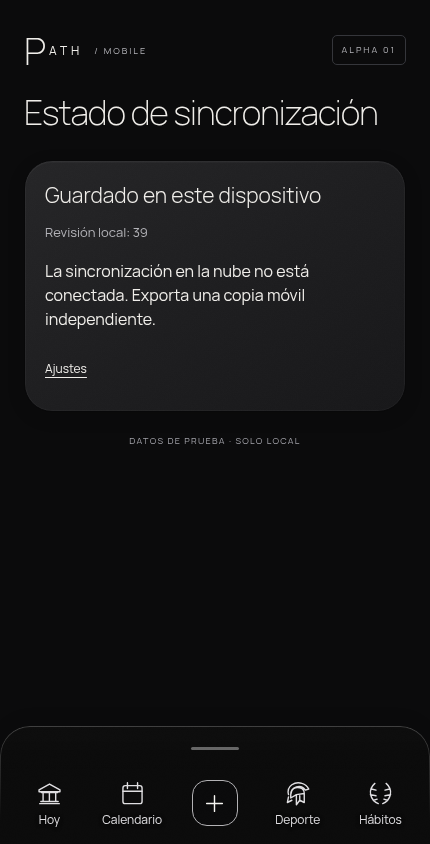 PATH / MOBILE
ALPHA 01
Estado de sincronización
Guardado en este dispositivo
Revisión local: 39
La sincronización en la nube no está
conectada. Exporta una copia móvil
independiente.
Ajustes
DATOS DE PRUEBA · SOLO LOCAL
Hoy
Calendario
Deporte
Hábitos